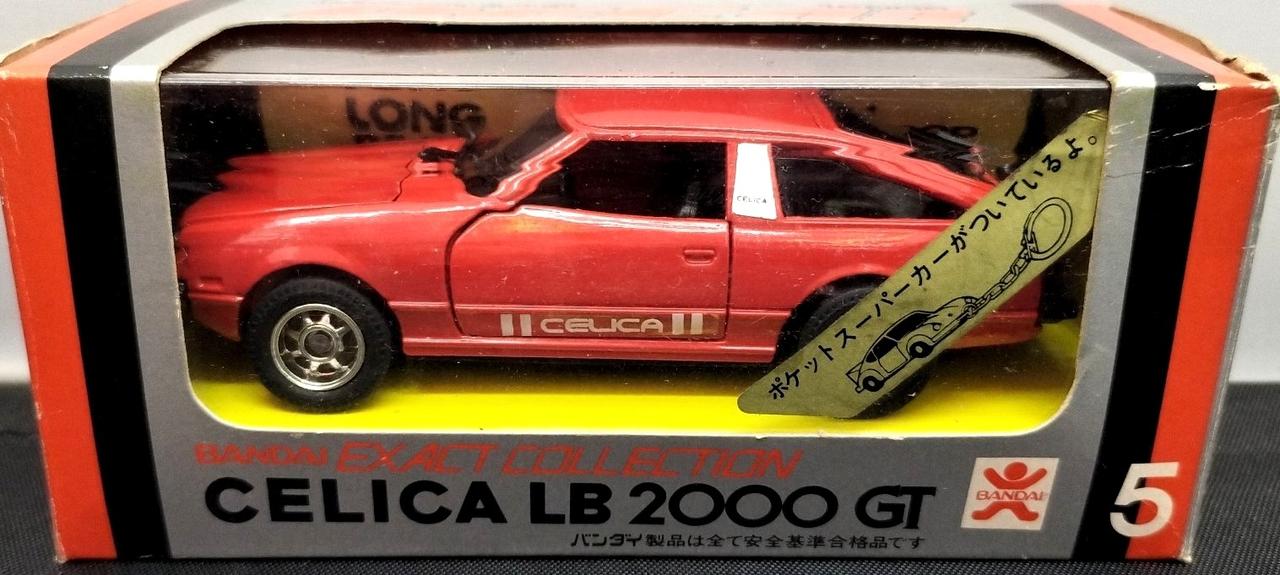 LONG
CELICA
CELICA
ポケットスーパーカーがついているよ。
BANDAI EXACT COLLECTION
CELICA LB 2000 GT
BANDAI
5
バンダイ製品は全て安全基準合格品です